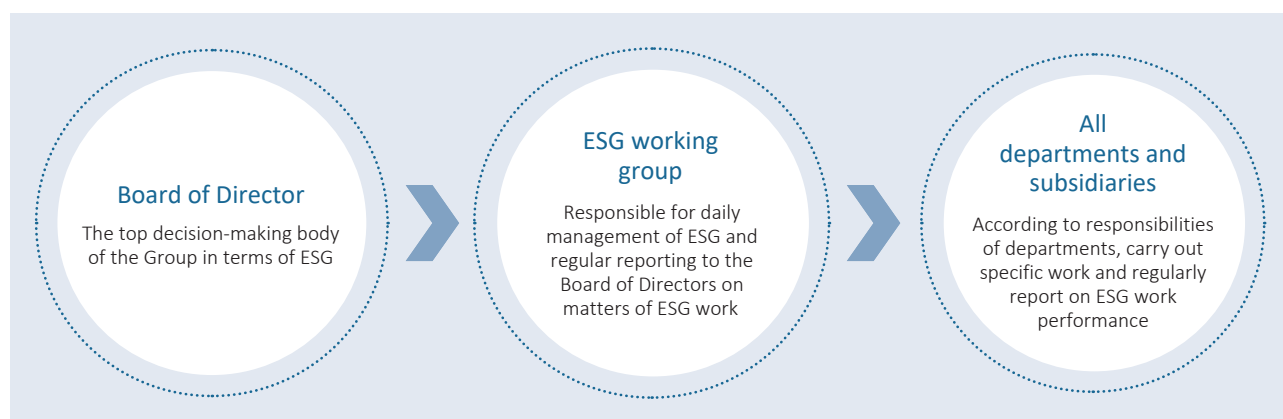 Board of Director
The top decision-making body
of the Group in terms of ESG
ESG working
group
Responsible for daily
management of ESG and
regular reporting to the
Board of Directors on
matters of ESG work
All
departments and
subsidiaries
According to responsibilities
of departments, carry out
specific work and regularly
report on ESG work
performance